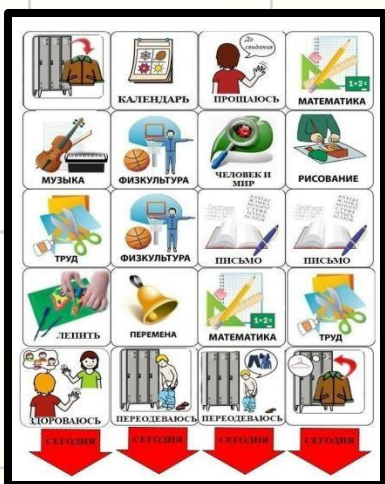 КАЛЕНДАРЬ
До свидания
ПРОЩАЮСЬ
1+2=
МАТЕМАТИКА
МУЗЫКА
ФИЗКУЛЬТУРА
ЧЕЛОВЕК И
МИР
РИСОВАНИЕ
ТРУД
ФИЗКУЛЬТУРА
ПИСЬМО
ПИСЬМО
ЛЕПИТЬ
ПЕРЕМЕНА
1+2=
МАТЕМАТИКА
ТРУД
ЗДОРОВАЮСЬ
ПЕРЕОДЕВАЮСЬ
ПЕРЕОДЕВАЮСЬ
СЕГОДНЯ
СЕГОДНЯ
СЕГОДНЯ
СЕГОДНЯ